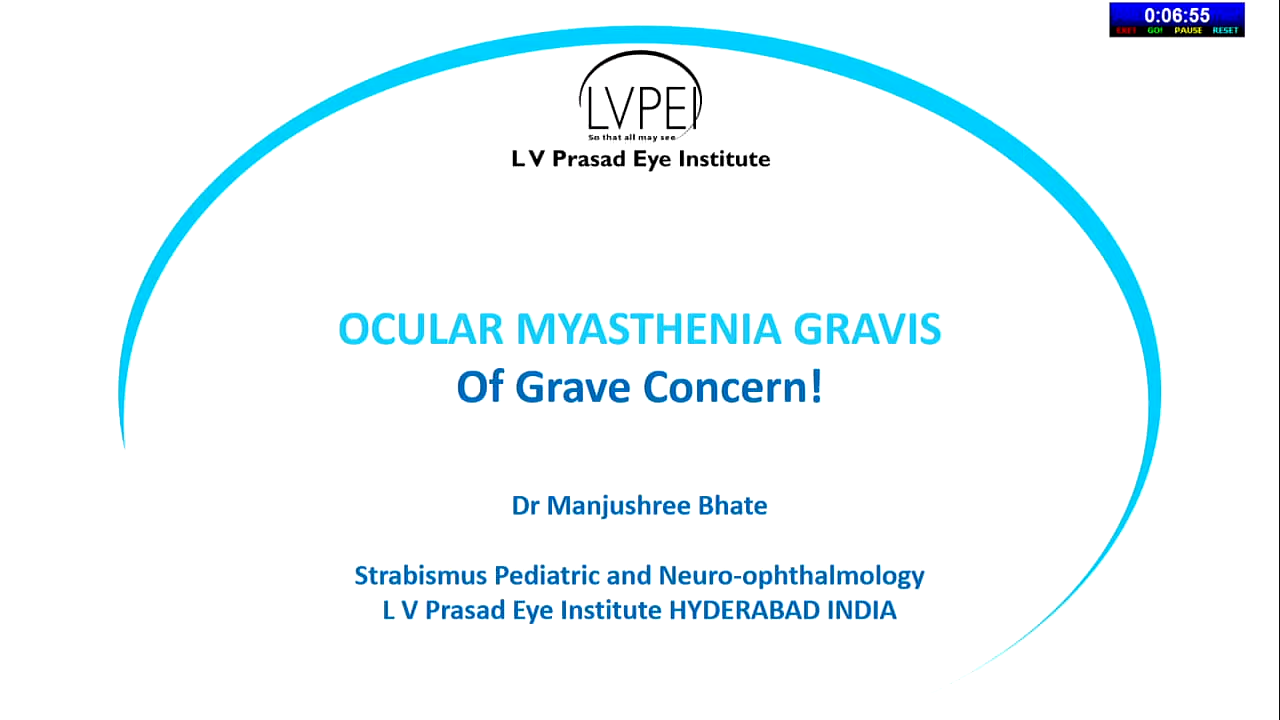 0:06:55
EXIT GO! PAUSE RESET
LVPEI
So that all may see
L V Prasad Eye Institute
OCULAR MYASTHENIA GRAVIS
Of Grave Concern!
Dr Manjushree Bhate
Strabismus Pediatric and Neuro-ophthalmology
L V Prasad Eye Institute HYDERABAD INDIA